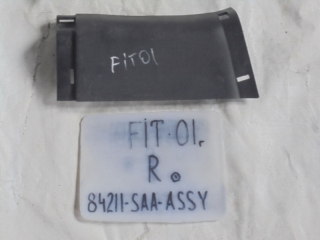 FIT01
FIT.01,
R.
84211-SAA-ASSY